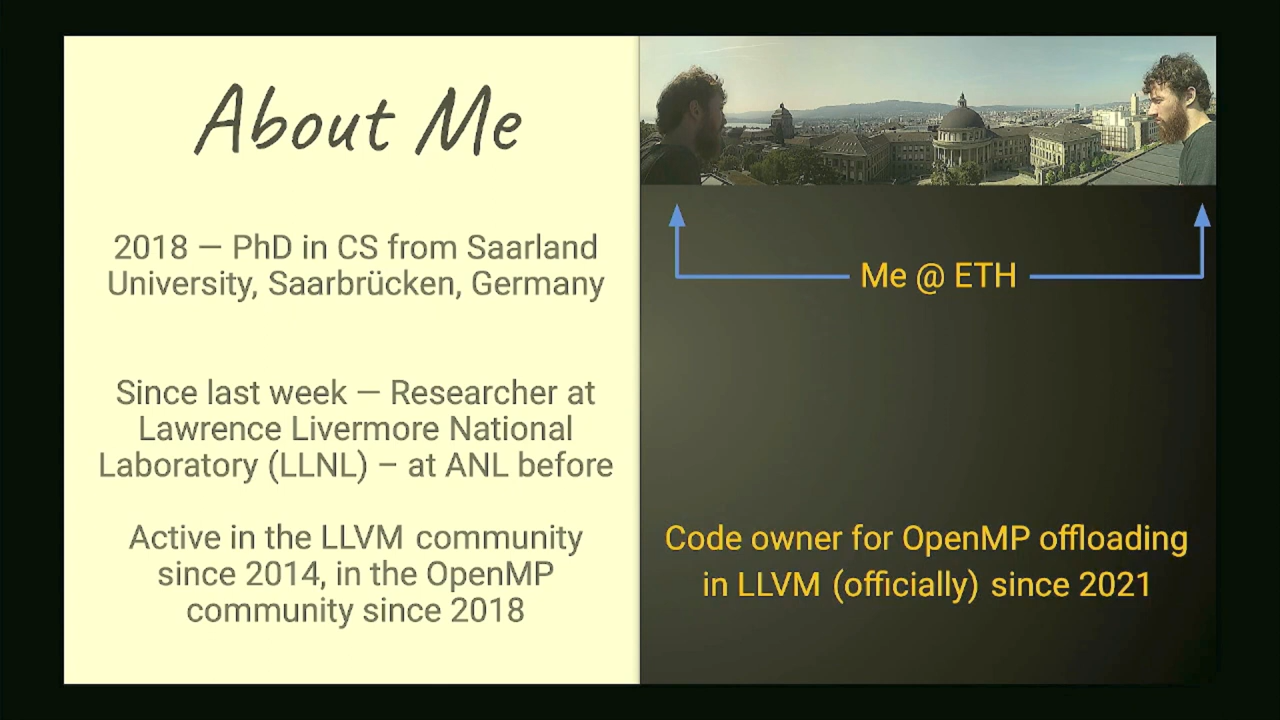 About Me
2018 — PhD in CS from Saarland
University, Saarbrücken, Germany
Since last week — Researcher at
Lawrence Livermore National
Laboratory (LLNL) – at ANL before
Active in the LLVM community
since 2014, in the OpenMP
community since 2018
Me @ ETH
Code owner for OpenMP offloading
in LLVM (officially) since 2021